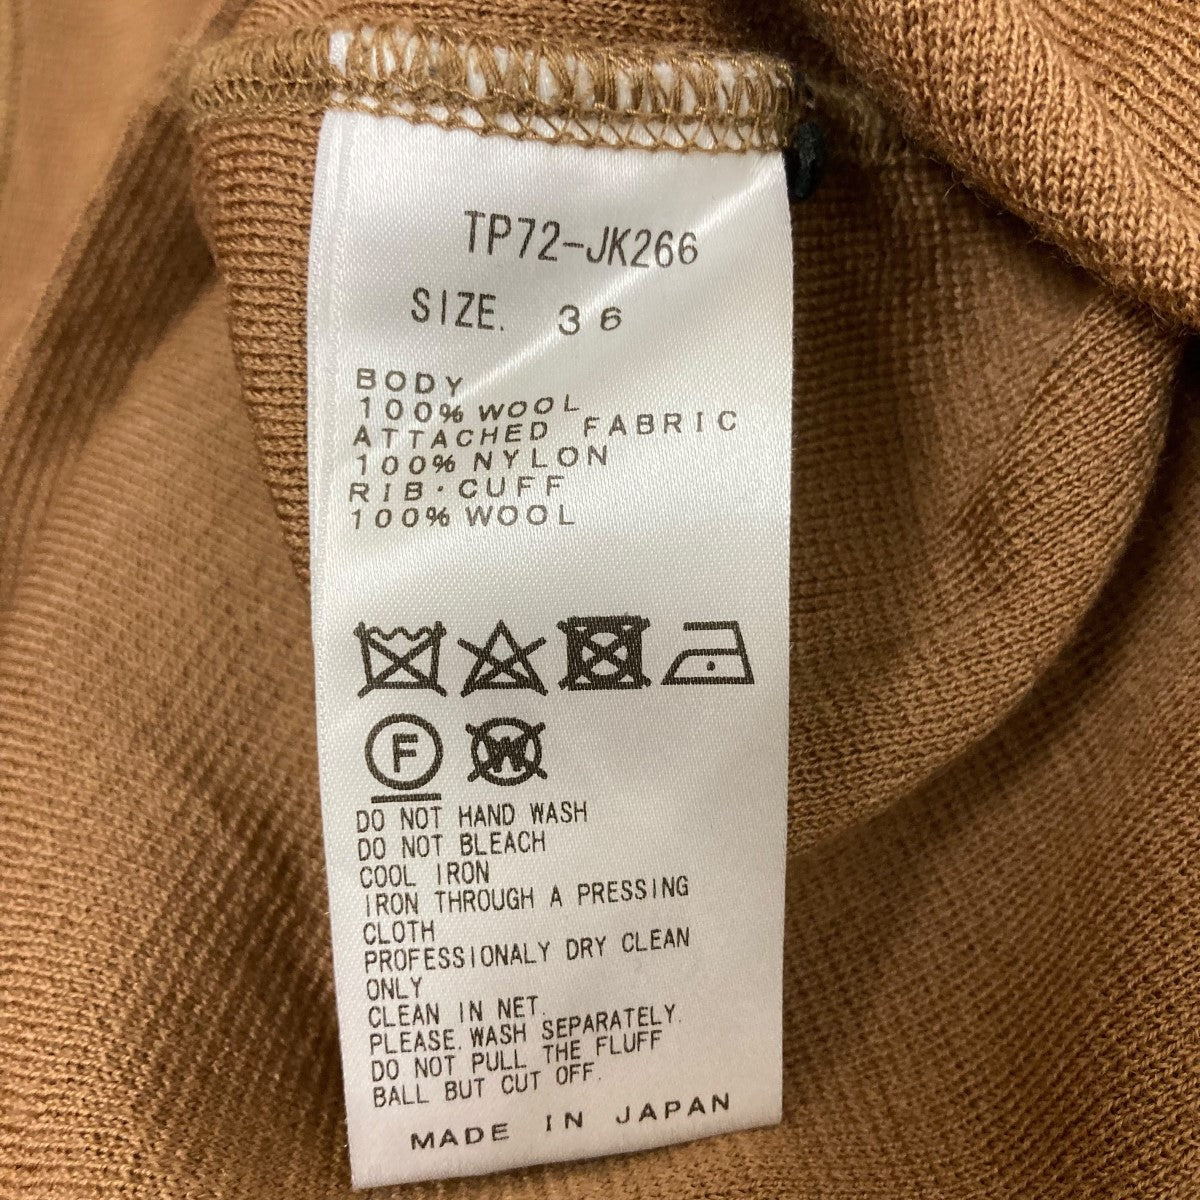 TP72-JK266
SIZE. 36
BODY
100% WOOL
ATTACHED FABRIC
100% NYLON
RIB・CUFF
100% WOOL
F
W
DO NOT HAND WASH
DO NOT BLEACH
COOL IRON
IRON THROUGH A PRESSING
CLOTH
PROFESSIONALY DRY CLEAN
ONLY
CLEAN IN NET.
PLEASE.WASH SEPARATELY.
DO NOT PULL THE FLUFF
BALL BUT CUT OFF.
MADE IN JAPAN